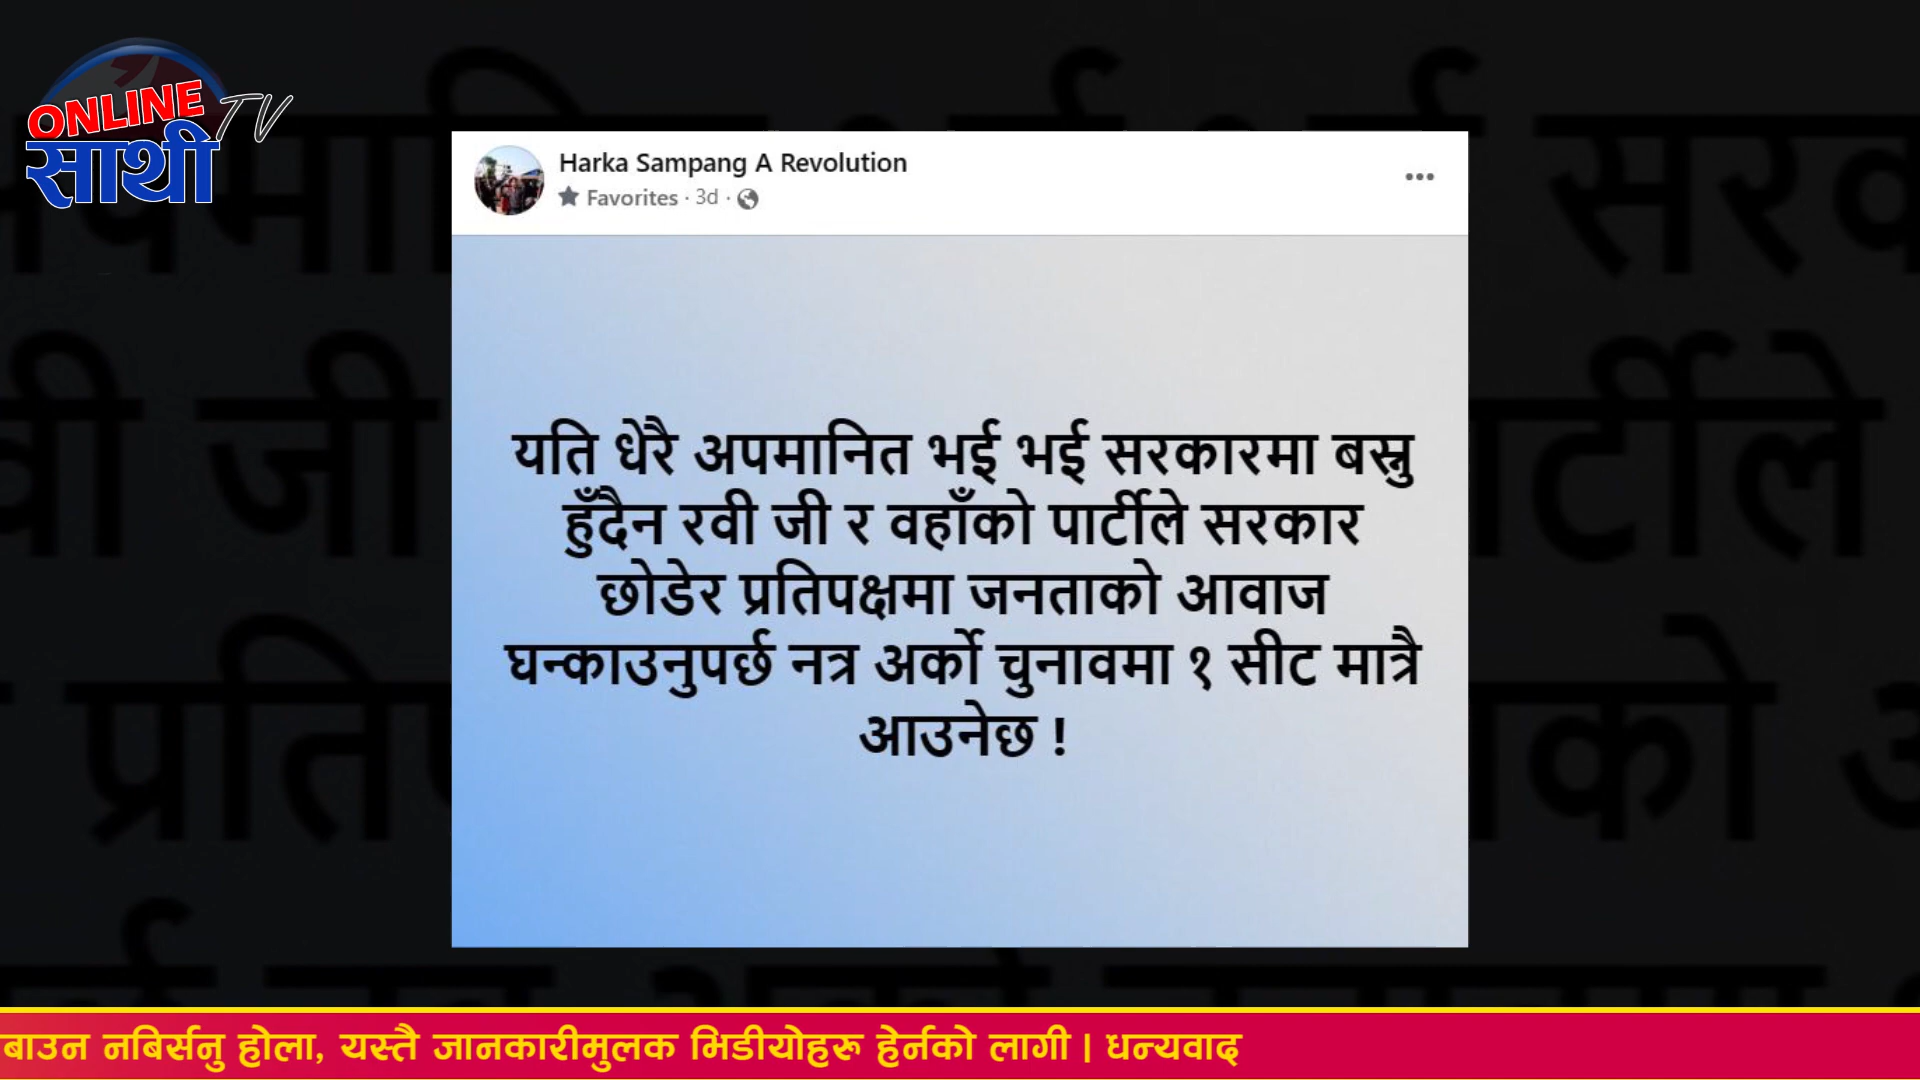 ONLINE TV
साथी
Harka Sampang A Revolution
Favorites · 3d ·
यति धेरै अपमानित भई भई सरकारमा बस्नु
हुँदैन रवी जी र वहाँको पार्टीले सरकार
छोडेर प्रतिपक्षमा जनताको आवाज
घन्काउनुपर्छ नत्र अर्को चुनावमा १ सीट मात्रै
आउनेछ !
बाउन नबिर्सनु होला, यस्तै जानकारीमुलक भिडीयोहरू हेर्नको लागी | धन्यवाद